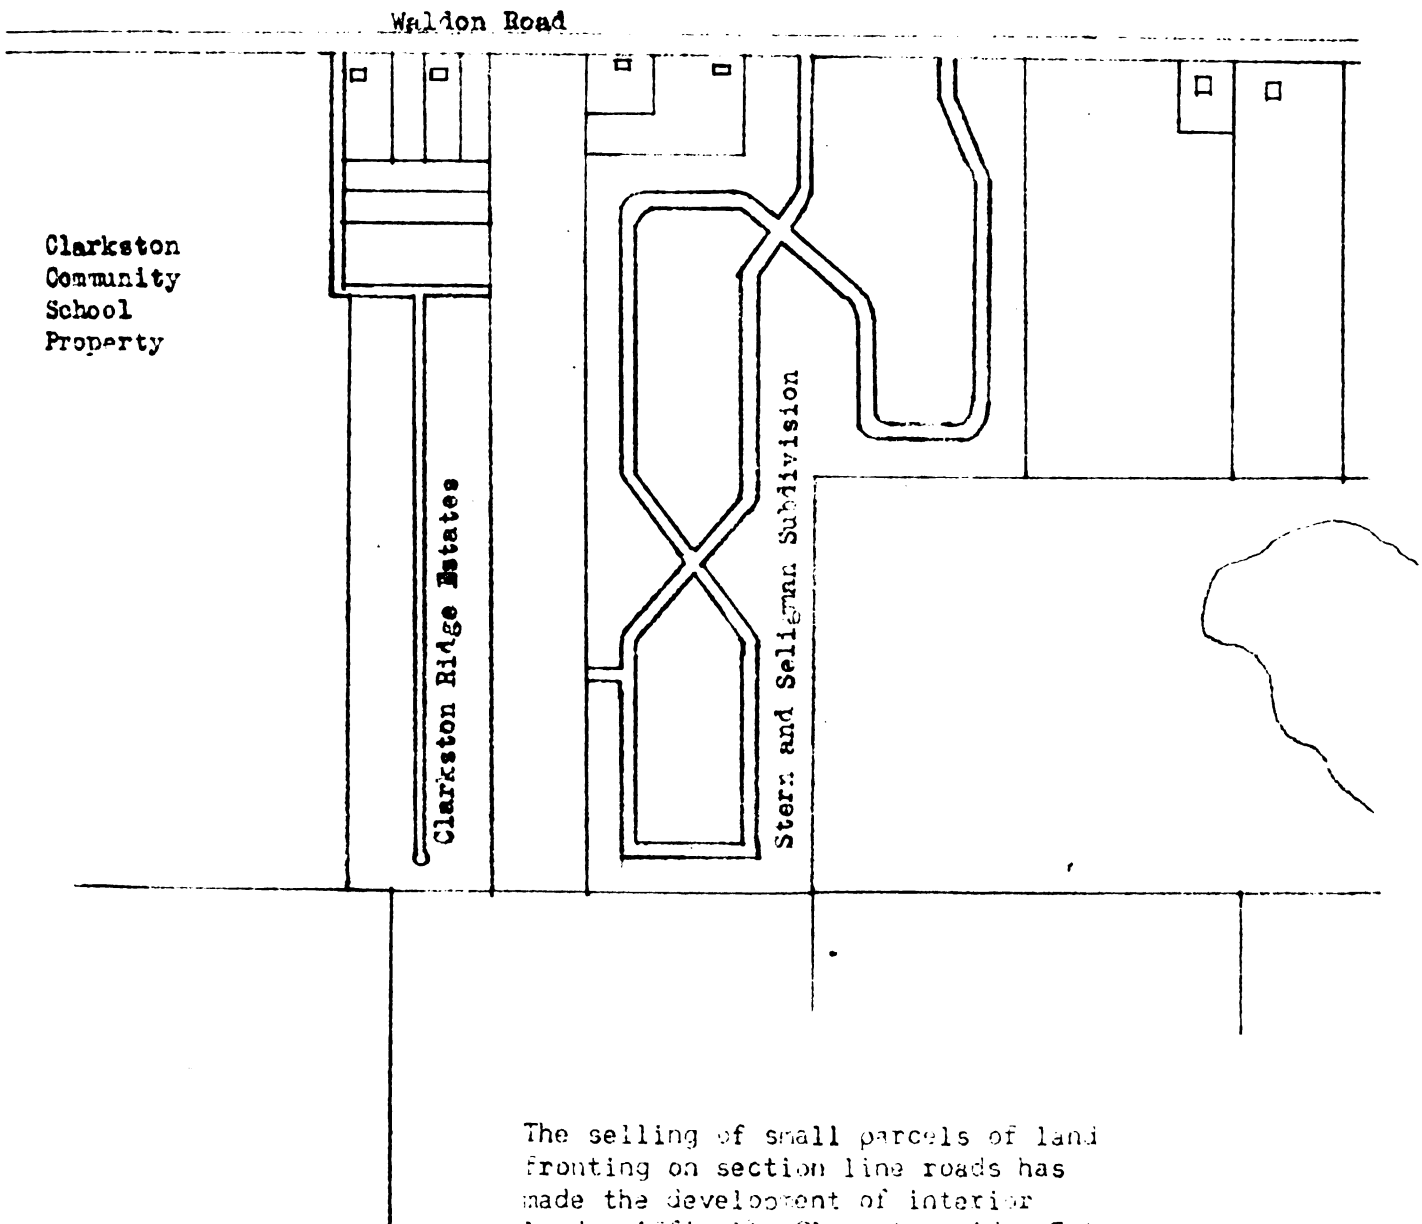 Waldon Road
Clarkston
Community
School
Property
Clarkston Ridge Estates
Stern and Seligman Subdivision
The selling of small parcels of land
fronting on section line roads has
made the development of interior